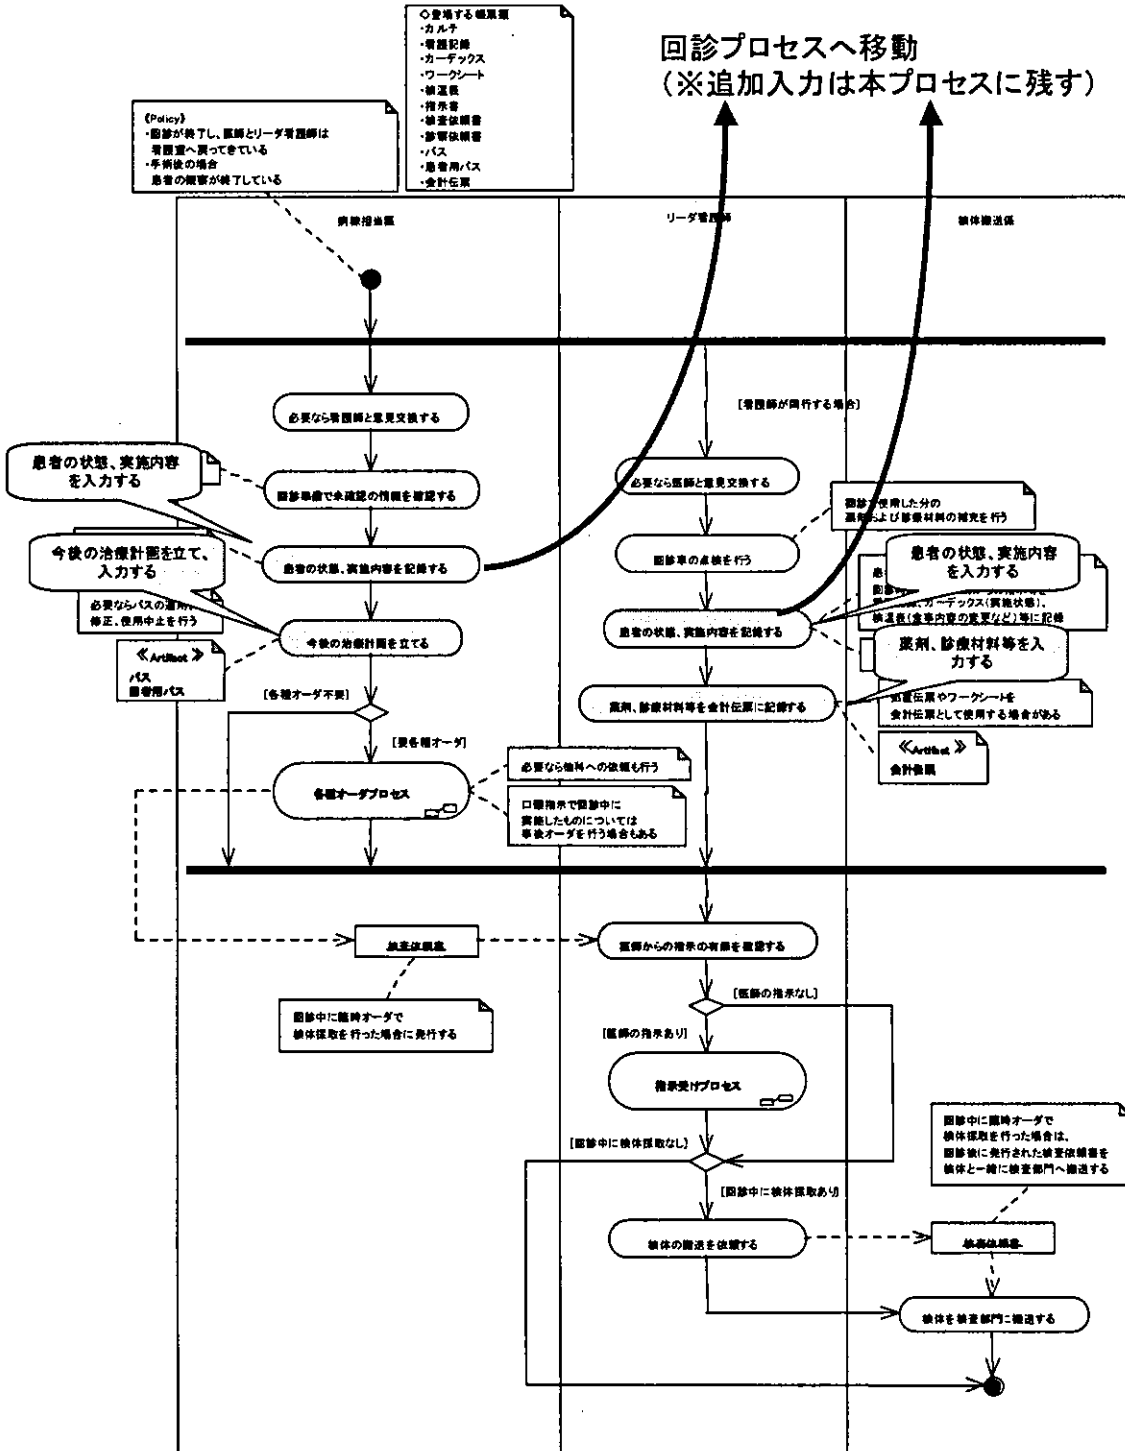 ◇登場する帳票類
・カルテ
・看護記録
・カーデックス
・ワークシート
・検温表
・指示書
・検査依頼書
・診察依頼書
・パス
・患者用パス
・会計伝票
回診プロセスへ移動
(※追加入力は本プロセスに残す)
《Policy》
・回診が終了し、医師とリーダ看護師は
看護室へ戻ってきている
・手術後の場合
患者の観察が終了している
病棟担当医
リーダ看護師
検体搬送係
必要なら看護師と意見交換する
[看護師が同行する場合]
患者の状態、実施内容
を入力する
回診準備で未確認の情報を確認する
必要なら医師と意見交換する
回診で使用した分の
薬剤および診療材料の補充を行う
今後の治療計画を立て、
入力する
患者の状態、実施内容を記録する
回診車の点検を行う
患者の状態、実施内容
を入力する
必要ならパスの適用
修正、使用中止を行う
カーデックス(実施状態)、
検温表(食事内容の変更など)等に記録
今後の治療計画を立てる
患者の状態、実施内容を記録する
薬剤、診療材料等を入
力する
《Artifact》
パス
患者用パス
[各種オーダ不要]
薬剤、診療材料等を会計伝票に記録する
処置伝票やワークシートを
会計伝票として使用する場合がある
[要各種オーダ]
《Artifact》
会計伝票
各種オーダプロセス
必要なら他科への依頼も行う
口頭指示で回診中に
実施したものについては
事後オーダを行う場合もある
検査依頼書
医師からの指示の有無を確認する
回診中に臨時オーダで
検体採取を行った場合に発行する
[医師の指示なし]
[医師の指示あり]
指示受けプロセス
[回診中に検体採取なし]
回診中に臨時オーダで
検体採取を行った場合は、
回診後に発行された検査依頼書を
検体と一緒に検査部門へ搬送する
[回診中に検体採取あり]
検体の搬送を依頼する
検査依頼書
検体を検査部門に搬送する